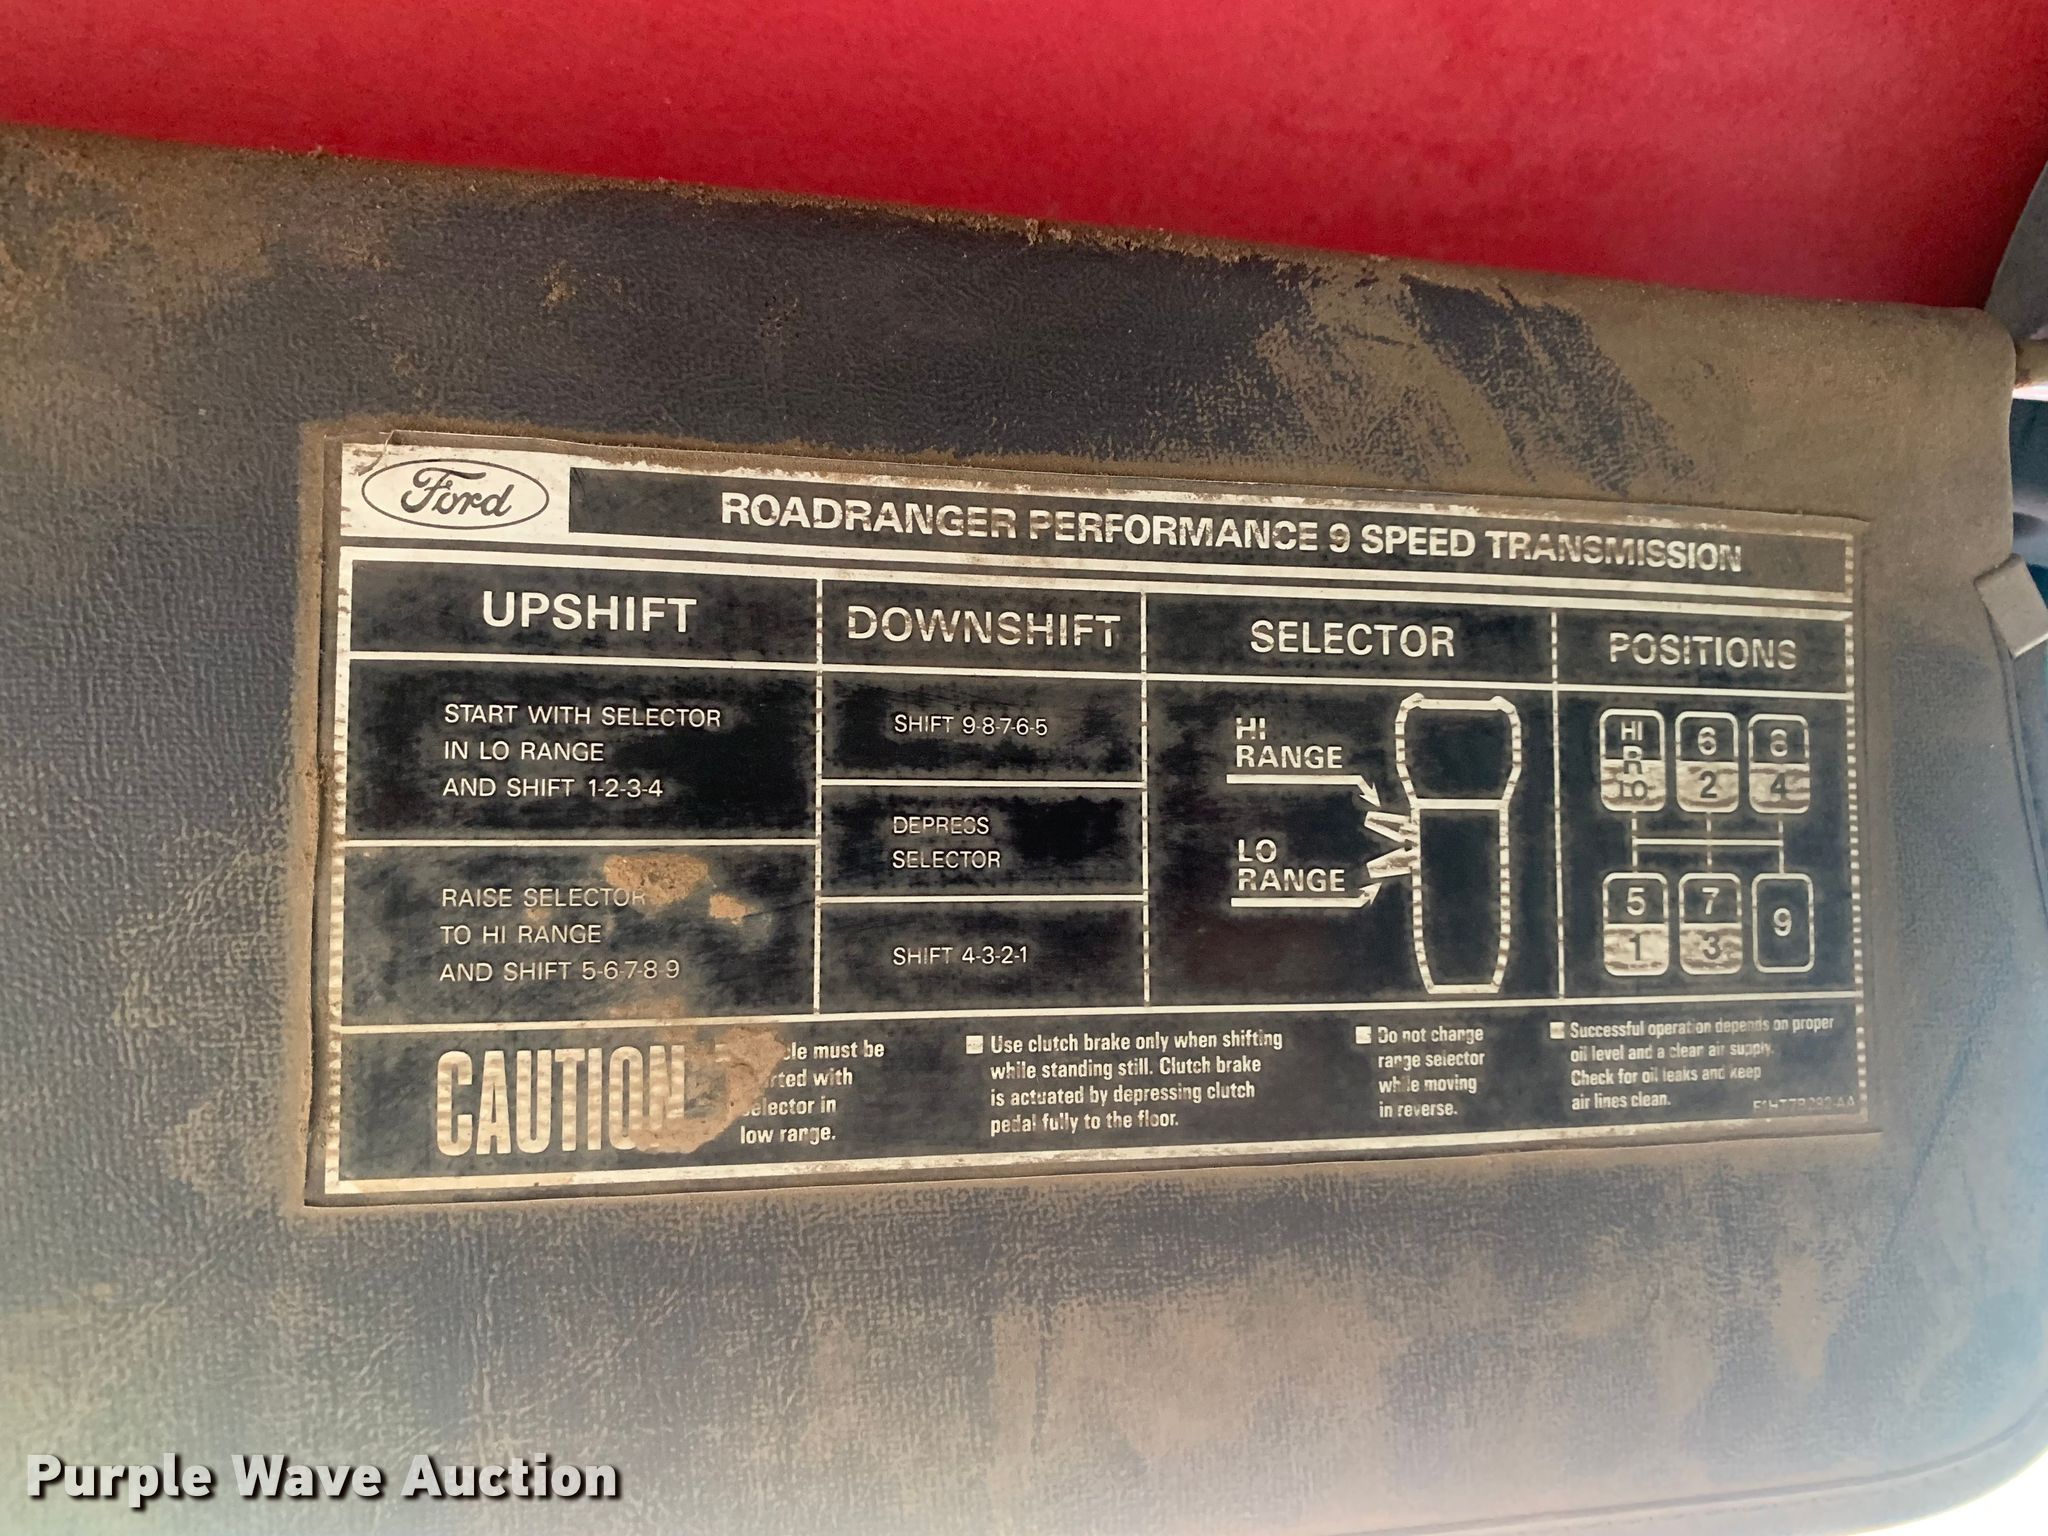 Ford
ROADRANGER PERFORMANCE 9 SPEED TRANSMISSION
UPSHIFT
START WITH SELECTOR
IN LO RANGE
AND SHIFT 1-2-3-4
RAISE SELECTOR
TO HI RANGE
AND SHIFT 5-6-7-8-9
DOWNSHIFT
SHIFT 9-8-7-6-5
DEPRESS
SELECTOR
SHIFT 4-3-2-1
SELECTOR
HI
RANGE
LO
RANGE
POSITIONS
HI
R
LO
6
2
8
4
5
1
7
3
9
CAUTION
must be
with
selector in
low range.
Use clutch brake only when shifting
while standing still. Clutch brake
is actuated by depressing clutch
pedal fully to the floor.
Do not change
range selector
while moving
in reverse.
Successful operation depends on proper
oil level and a clean air supply.
Check for oil leaks and keep
air lines clean.
Purple Wave Auction